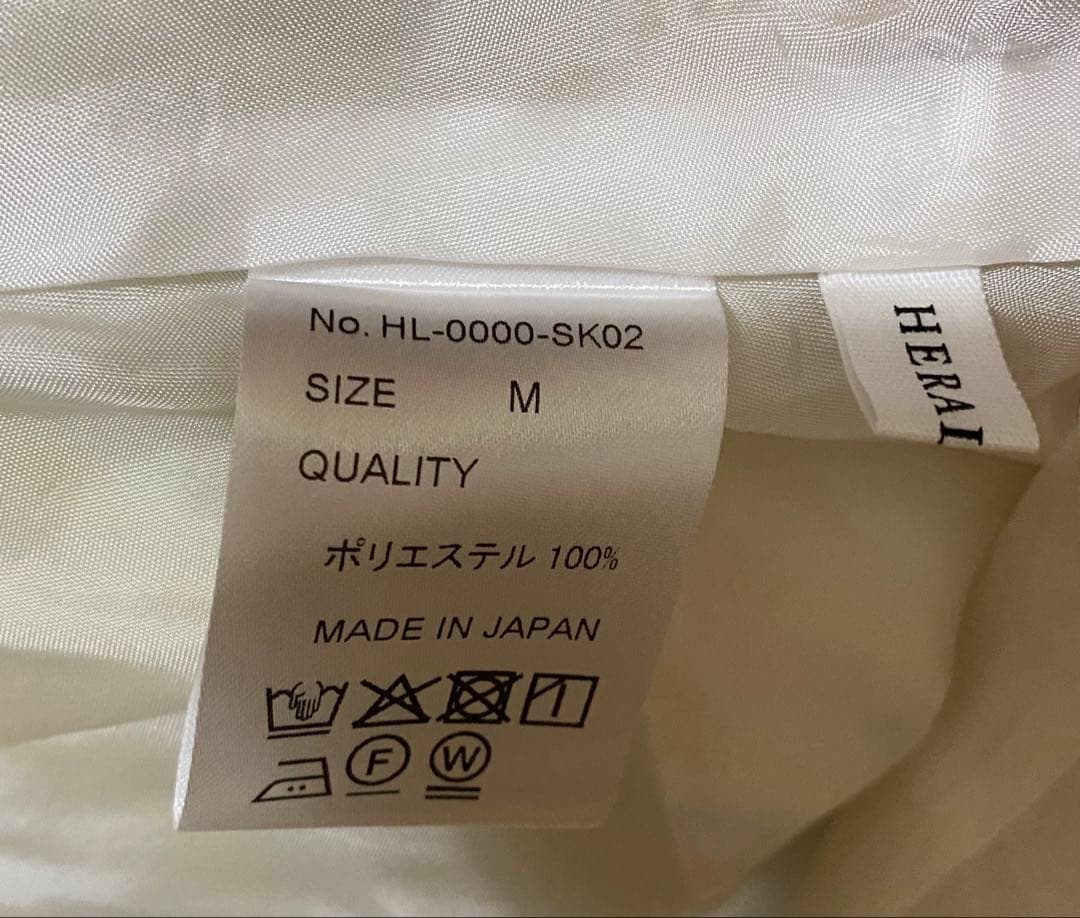 No. HL-0000-SK02
SIZE M
QUALITY
ポリエステル 100%
MADE IN JAPAN
F W
HERAI